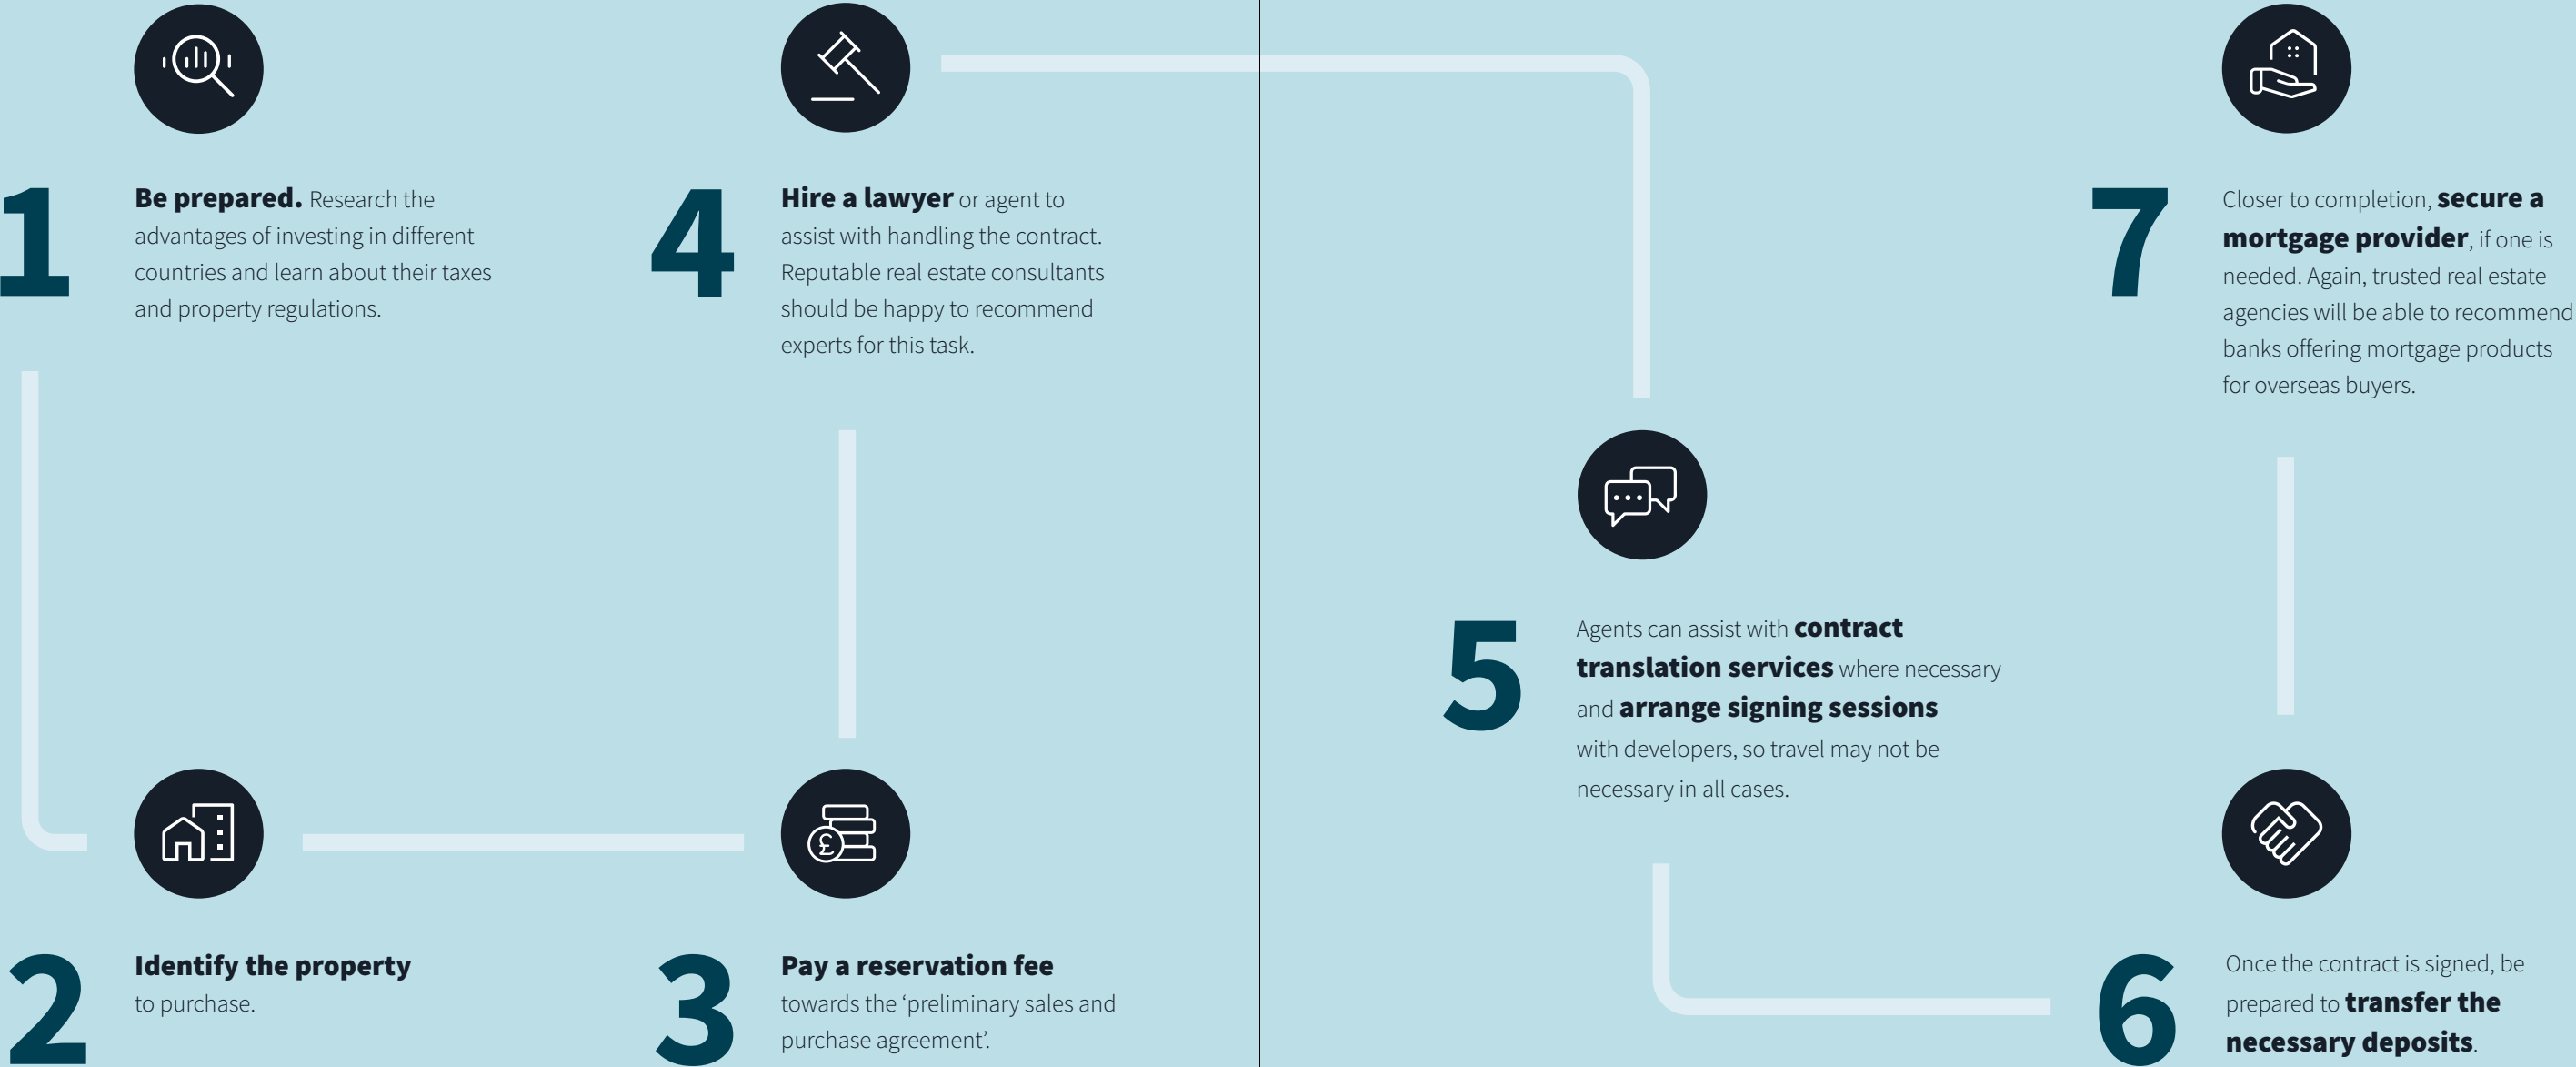 1
Be prepared. Research the
advantages of investing in different
countries and learn about their taxes
and property regulations.
2
Identify the property
to purchase.
3
Pay a reservation fee
towards the ‘preliminary sales and
purchase agreement’.
£
4
Hire a lawyer or agent to
assist with handling the contract.
Reputable real estate consultants
should be happy to recommend
experts for this task.
5
Agents can assist with contract
translation services where necessary
and arrange signing sessions
with developers, so travel may not be
necessary in all cases.
6
Once the contract is signed, be
prepared to transfer the
necessary deposits.
7
Closer to completion, secure a
mortgage provider, if one is
needed. Again, trusted real estate
agencies will be able to recommend
banks offering mortgage products
for overseas buyers.